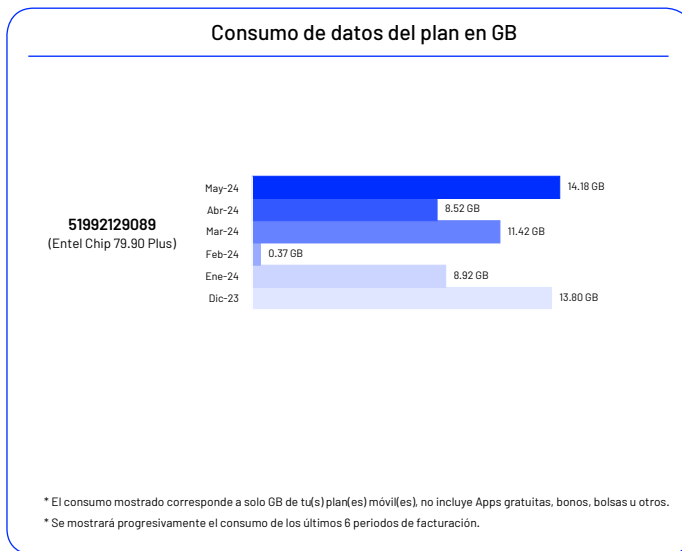 Consumo de datos del plan en GB
51992129089
(Entel Chip 79.90 Plus)
May-24 14.18 GB
Abr-24 8.52 GB
Mar-24 11.42 GB
Feb-24 0.37 GB
Ene-24 8.92 GB
Dic-23 13.80 GB
* El consumo mostrado corresponde a solo GB de tu(s) plan(es) móvil(es), no incluye Apps gratuitas, bonos, bolsas u otros.
* Se mostrará progresivamente el consumo de los últimos 6 periodos de facturación.